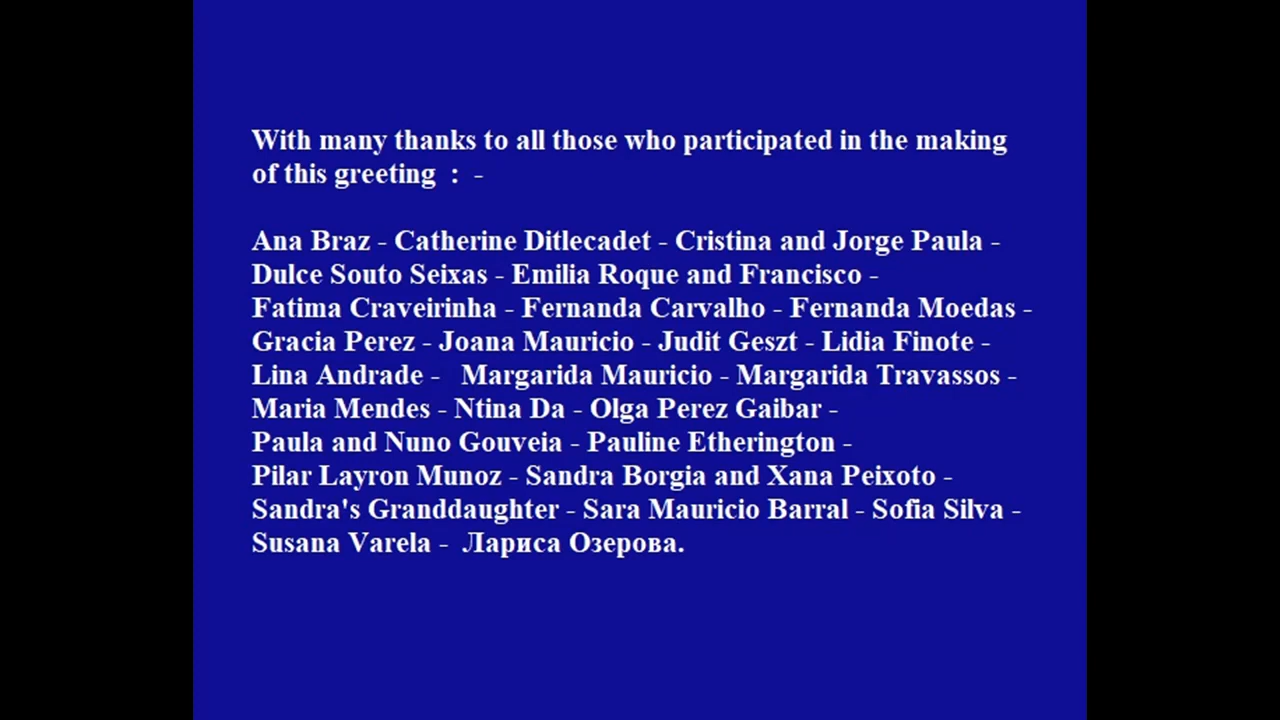 With many thanks to all those who participated in the making
of this greeting : -
Ana Braz - Catherine Ditlecadet - Cristina and Jorge Paula -
Dulce Souto Seixas - Emilia Roque and Francisco -
Fatima Craveirinha - Fernanda Carvalho - Fernanda Moedas -
Gracia Perez - Joana Mauricio - Judit Geszt - Lidia Finote -
Lina Andrade - Margarida Mauricio - Margarida Travassos -
Maria Mendes - Ntina Da - Olga Perez Gaibar -
Paula and Nuno Gouveia - Pauline Etherington -
Pilar Layron Munoz - Sandra Borgia and Xana Peixoto -
Sandra's Granddaughter - Sara Mauricio Barral - Sofia Silva -
Susana Varela - Лариса Озерова.